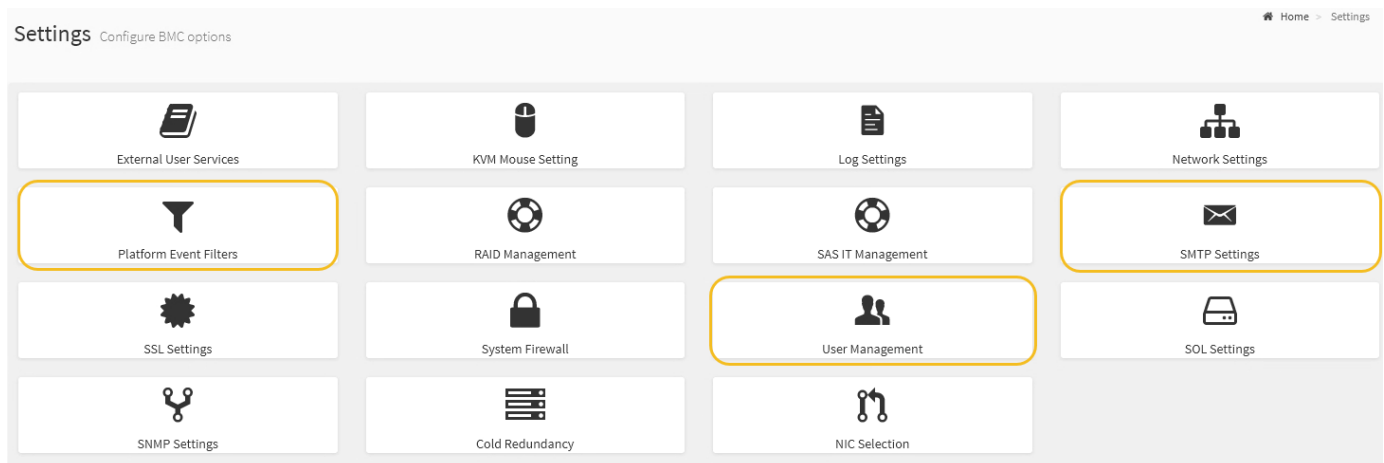 Home > Settings
Settings Configure BMC options
External User Services
KVM Mouse Setting
Log Settings
Network Settings
Platform Event Filters
RAID Management
SAS IT Management
SMTP Settings
SSL Settings
System Firewall
User Management
SOL Settings
SNMP Settings
Cold Redundancy
NIC Selection